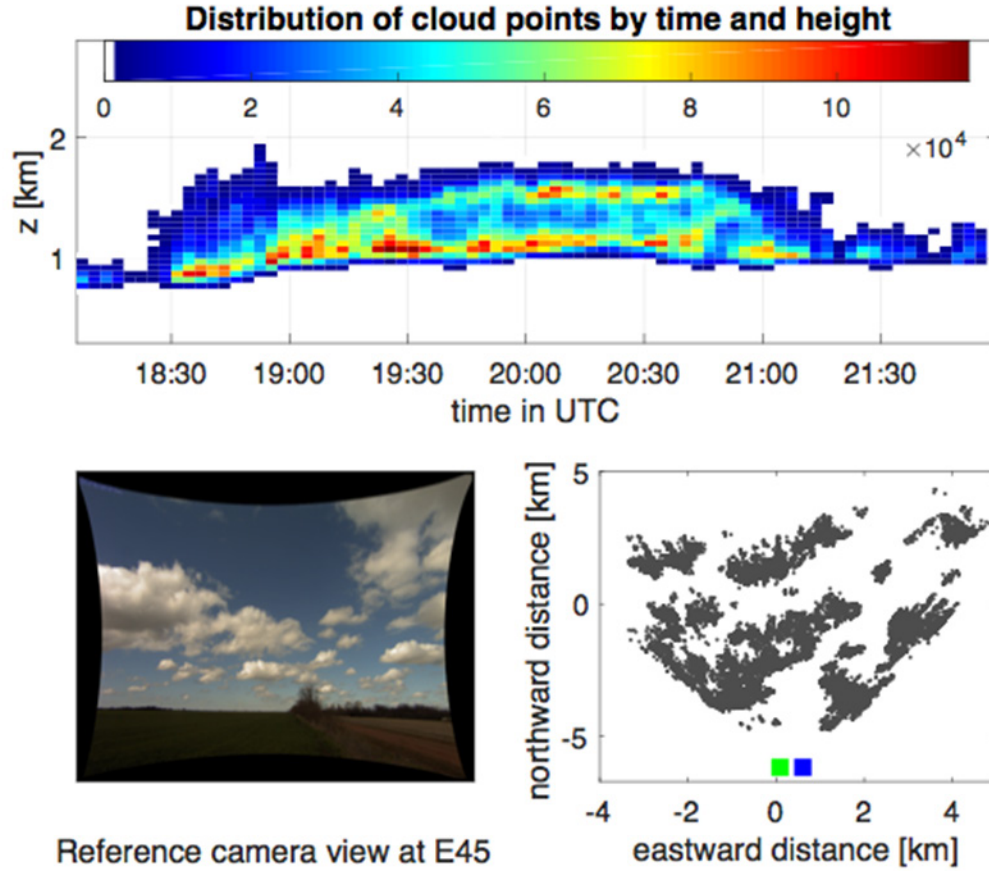 Distribution of cloud points by time and height
0 2 4 6 8 10
×10⁴
z [km]
2
1
18:30 19:00 19:30 20:00 20:30 21:00 21:30
time in UTC
northward distance [km]
5
0
-5
-4 -2 0 2 4
eastward distance [km]
Reference camera view at E45